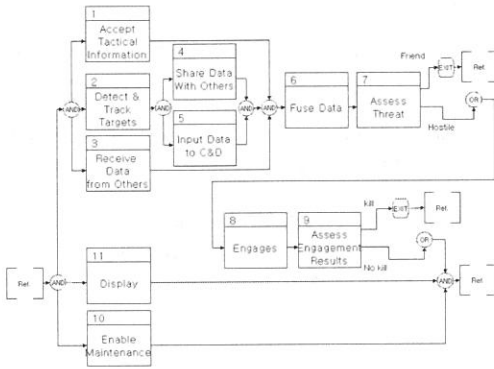 1
Accept
Tactical
Information
2
Detect &
Track
Targets
3
Receive
Data
from Others
AND
AND
4
Share Data
With Others
5
Input Data
to C&D
AND
AND
6
Fuse Data
7
Assess
Threat
Friend
EXIT
Ref.
OR
Hostile
8
Engages
9
Assess
Engagement
Results
kill
EXIT
Ref.
OR
No kill
Ref.
AND
11
Display
AND
Ref.
10
Enable
Maintenance